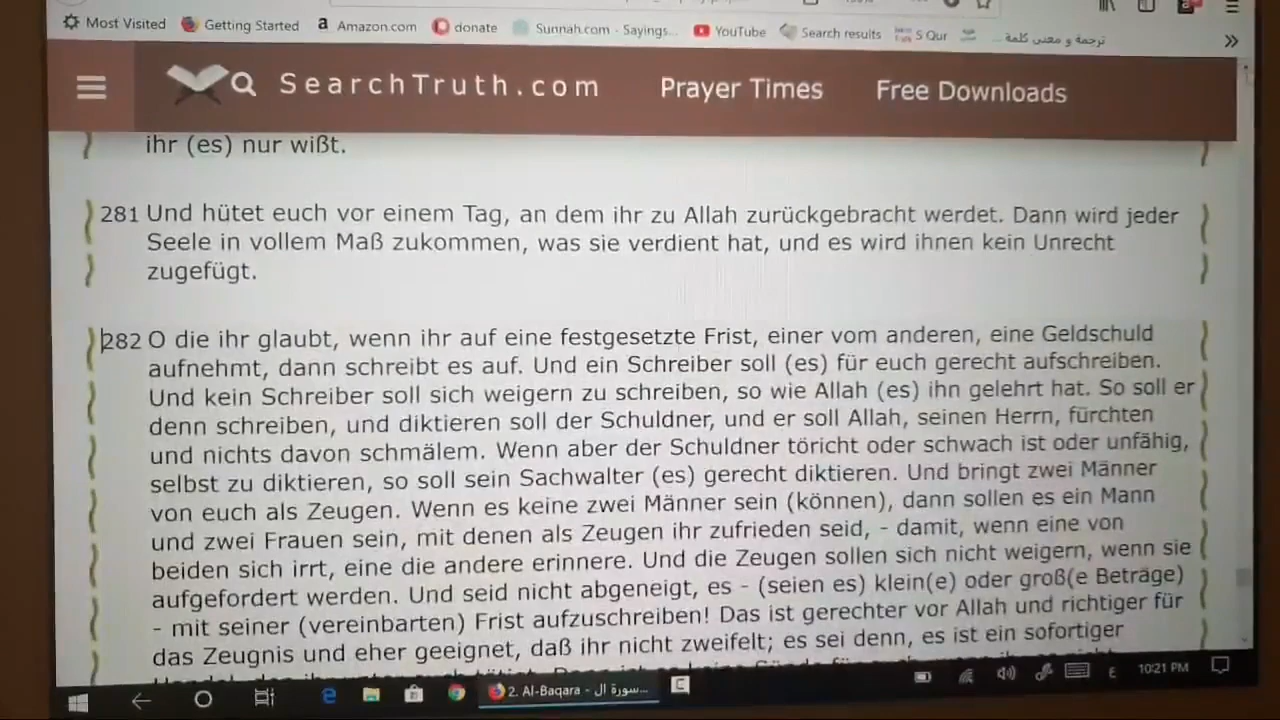 Most Visited Getting Started Amazon.com donate Sunnah.com - Sayings... YouTube Search results S Qur ترجمة و معنى كلمة ...
SearchTruth.com Prayer Times Free Downloads
ihr (es) nur wißt.
281 Und hütet euch vor einem Tag, an dem ihr zu Allah zurückgebracht werdet. Dann wird jeder
Seele in vollem Maß zukommen, was sie verdient hat, und es wird ihnen kein Unrecht
zugefügt.
282 O die ihr glaubt, wenn ihr auf eine festgesetzte Frist, einer vom anderen, eine Geldschuld
aufnehmt, dann schreibt es auf. Und ein Schreiber soll (es) für euch gerecht aufschreiben.
Und kein Schreiber soll sich weigern zu schreiben, so wie Allah (es) ihn gelehrt hat. So soll er
denn schreiben, und diktieren soll der Schuldner, und er soll Allah, seinen Herrn, fürchten
und nichts davon schmälem. Wenn aber der Schuldner töricht oder schwach ist oder unfähig,
selbst zu diktieren, so soll sein Sachwalter (es) gerecht diktieren. Und bringt zwei Männer
von euch als Zeugen. Wenn es keine zwei Männer sein (können), dann sollen es ein Mann
und zwei Frauen sein, mit denen als Zeugen ihr zufrieden seid, - damit, wenn eine von
beiden sich irrt, eine die andere erinnere. Und die Zeugen sollen sich nicht weigern, wenn sie
aufgefordert werden. Und seid nicht abgeneigt, es - (seien es) klein(e) oder groß(e Beträge)
- mit seiner (vereinbarten) Frist aufzuschreiben! Das ist gerechter vor Allah und richtiger für
das Zeugnis und eher geeignet, daß ihr nicht zweifelt; es sei denn, es ist ein sofortiger
2. Al-Baqara - سورة ال... 10:21 PM